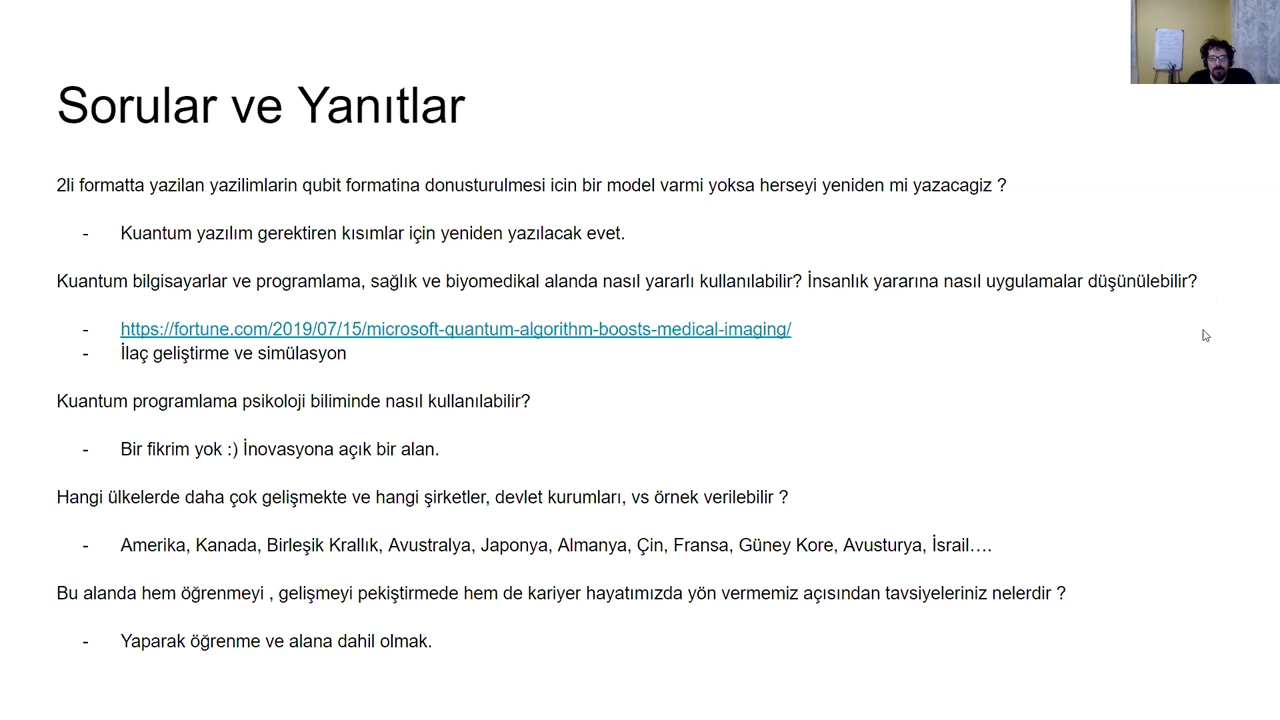 Sorular ve Yanıtlar
2li formatta yazilan yazilimlarin qubit formatina donusturulmesi icin bir model varmi yoksa herseyi yeniden mi yazacagiz ?
- Kuantum yazılım gerektiren kısımlar için yeniden yazılacak evet.
Kuantum bilgisayarlar ve programlama, sağlık ve biyomedikal alanda nasıl yararlı kullanılabilir? İnsanlık yararına nasıl uygulamalar düşünülebilir?
- https://fortune.com/2019/07/15/microsoft-quantum-algorithm-boosts-medical-imaging/
- İlaç geliştirme ve simülasyon
Kuantum programlama psikoloji biliminde nasıl kullanılabilir?
- Bir fikrim yok :) İnovasyona açık bir alan.
Hangi ülkelerde daha çok gelişmekte ve hangi şirketler, devlet kurumları, vs örnek verilebilir ?
- Amerika, Kanada, Birleşik Krallık, Avustralya, Japonya, Almanya, Çin, Fransa, Güney Kore, Avusturya, İsrail….
Bu alanda hem öğrenmeyi , gelişmeyi pekiştirmede hem de kariyer hayatımızda yön vermemiz açısından tavsiyeleriniz nelerdir ?
- Yaparak öğrenme ve alana dahil olmak.